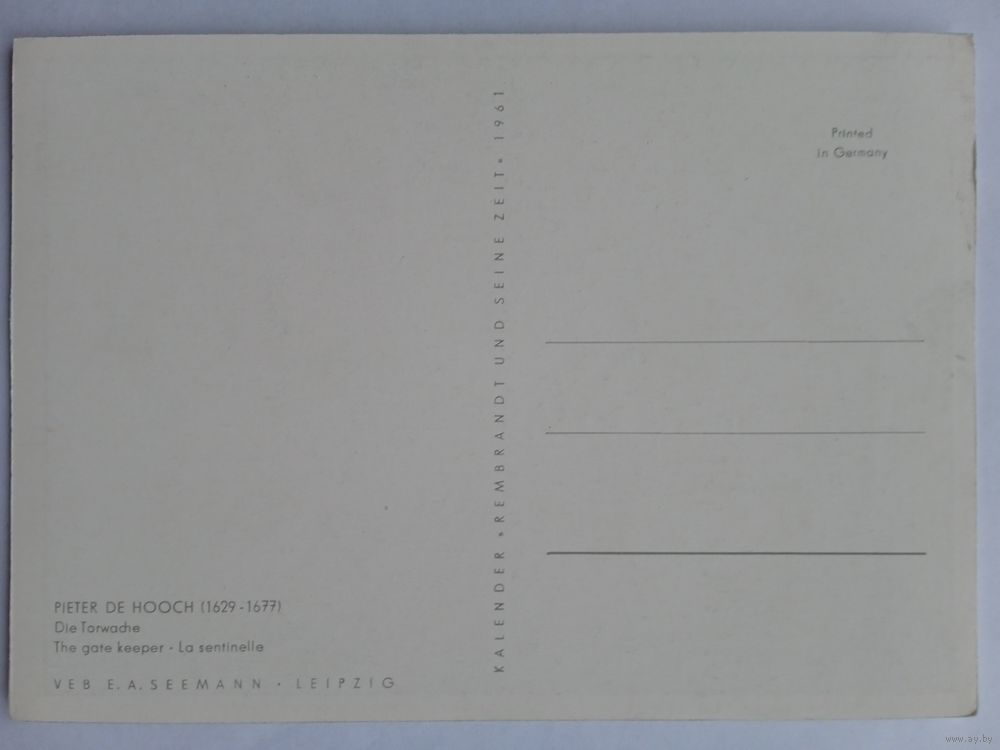 PIETER DE HOOCH (1629-1677)
Die Torwache
The gate keeper · La sentinelle
VEB E. A. SEEMANN · LEIPZIG
KALENDER »REMBRANDT UND SEINE ZEIT« 1961
Printed
in Germany
www.ay.by